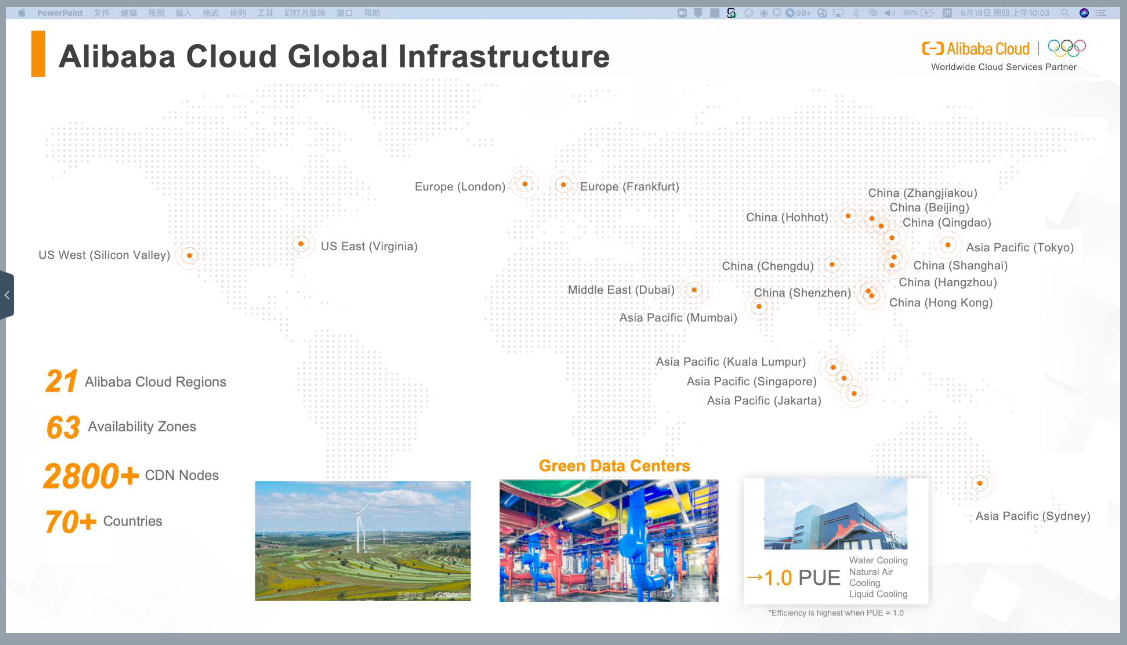 PowerPoint 文件 编辑 视图 插入 格式 排列 工具 幻灯片放映 窗口 帮助 99+ 98% 6月18日 周四 上午10:03
Alibaba Cloud Global Infrastructure
Alibaba Cloud
Worldwide Cloud Services Partner
Europe (London)
Europe (Frankfurt)
China (Zhangjiakou)
China (Beijing)
China (Hohhot)
China (Qingdao)
US East (Virginia)
Asia Pacific (Tokyo)
US West (Silicon Valley)
China (Chengdu)
China (Shanghai)
China (Hangzhou)
Middle East (Dubai)
China (Shenzhen)
China (Hong Kong)
Asia Pacific (Mumbai)
Asia Pacific (Kuala Lumpur)
Asia Pacific (Singapore)
Asia Pacific (Jakarta)
21 Alibaba Cloud Regions
63 Availability Zones
2800+ CDN Nodes
70+ Countries
Green Data Centers
Asia Pacific (Sydney)
→1.0 PUE
Water Cooling
Natural Air
Cooling
Liquid Cooling
*Efficiency is highest when PUE = 1.0